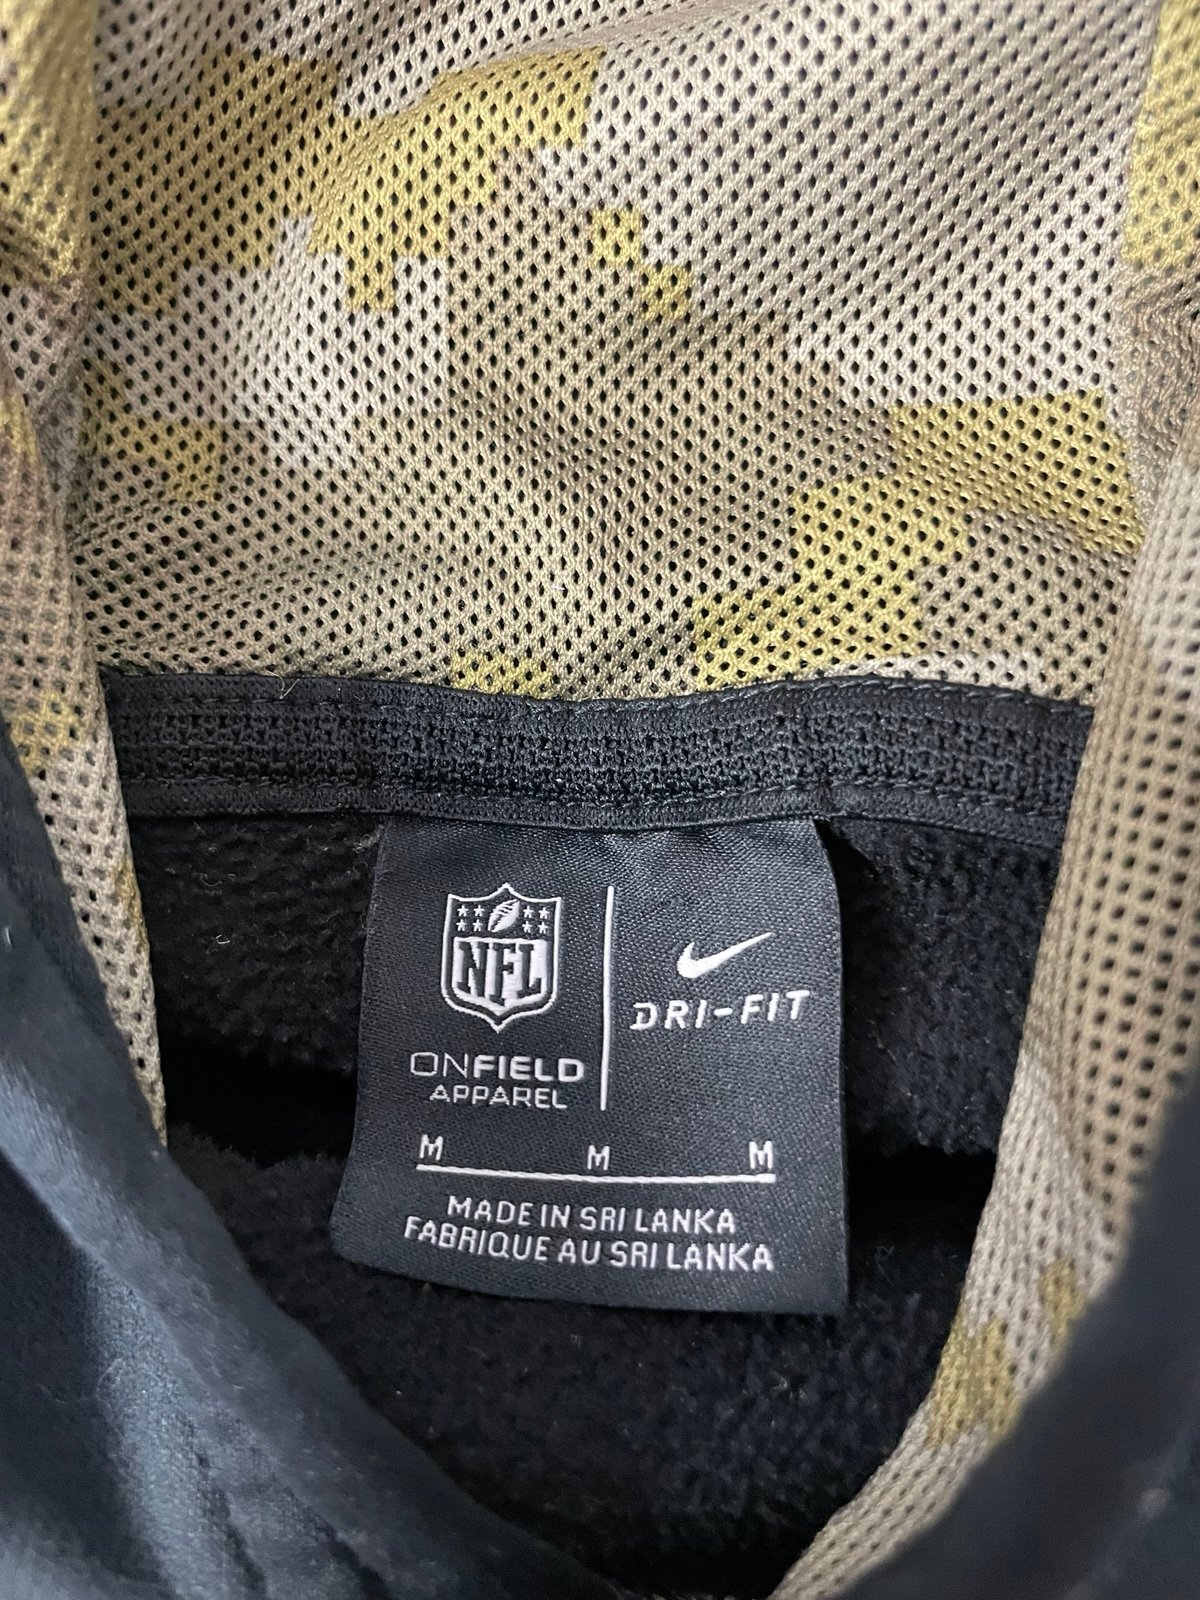 NFL
ONFIELD
APPAREL
DRI-FIT
M M M
MADE IN SRI LANKA
FABRIQUE AU SRI LANKA